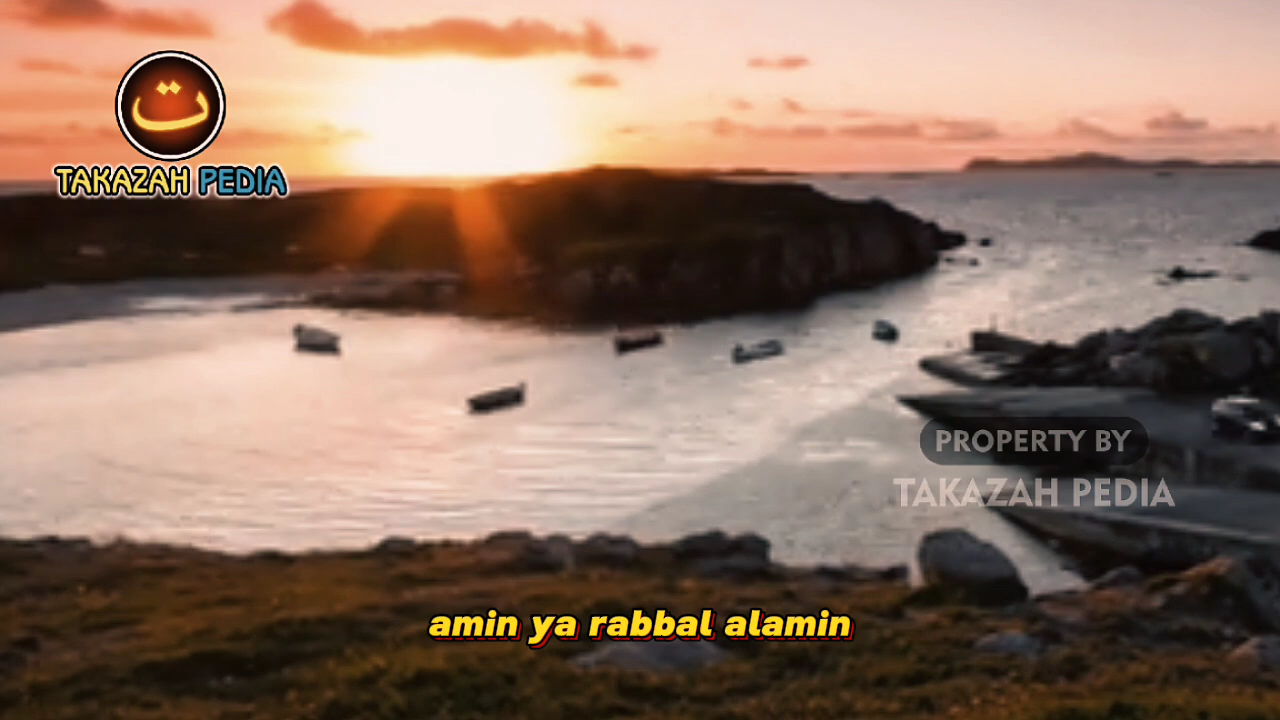 ت
TAKAZAH PEDIA
PROPERTY BY
TAKAZAH PEDIA
amin ya rabbal alamin